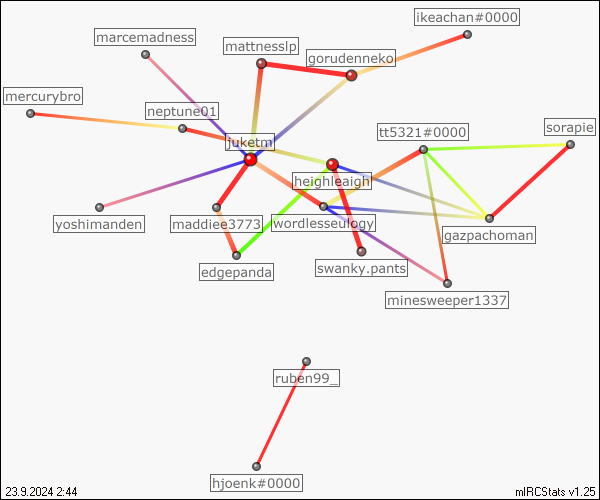 ikeachan#0000
marcemadness
mattnesslp
gorudenneko
mercurybro
neptune01
sorapie
tt5321#0000
juketm
heighleaigh
yoshimanden
maddiee3773
wordlesseulogy
gazpachoman
edgepanda
swanky.pants
minesweeper1337
ruben99_
hjoenk#0000
23.9.2024 2:44
mIRCStats v1.25